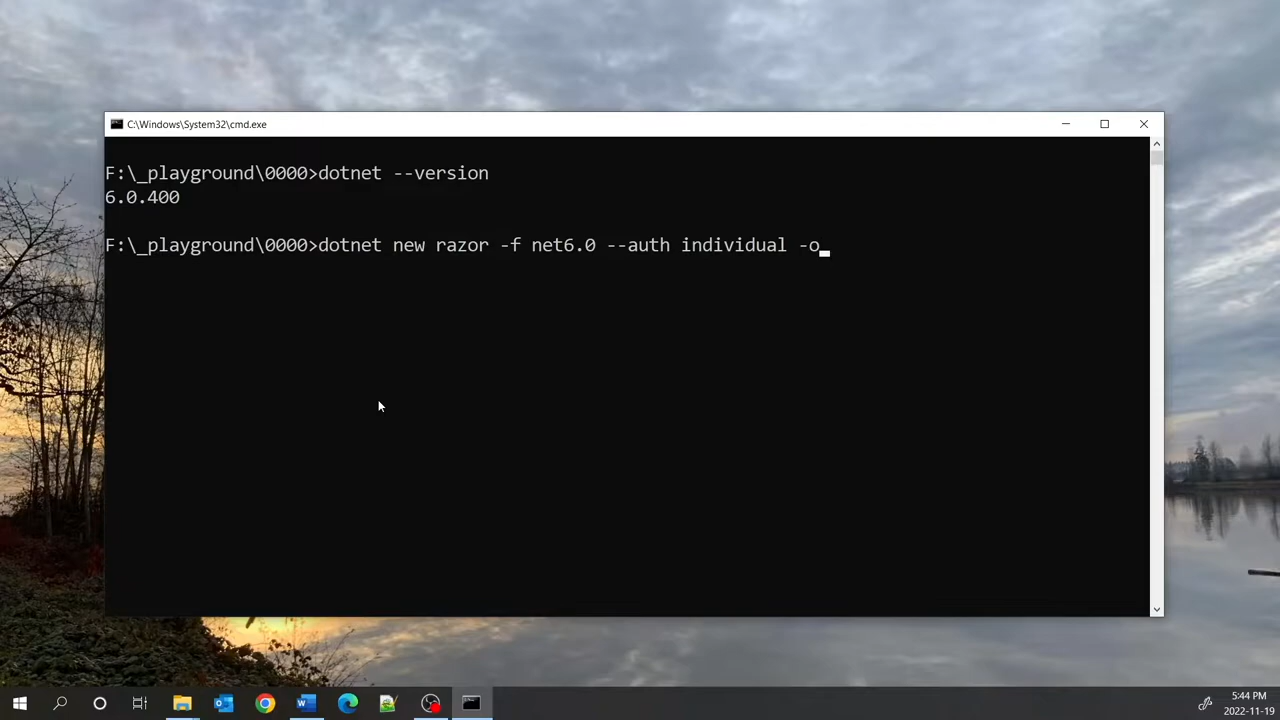 C:\Windows\System32\cmd.exe
F:\_playground\0000>dotnet --version
6.0.400
F:\_playground\0000>dotnet new razor -f net6.0 --auth individual -o
5:44 PM
2022-11-19